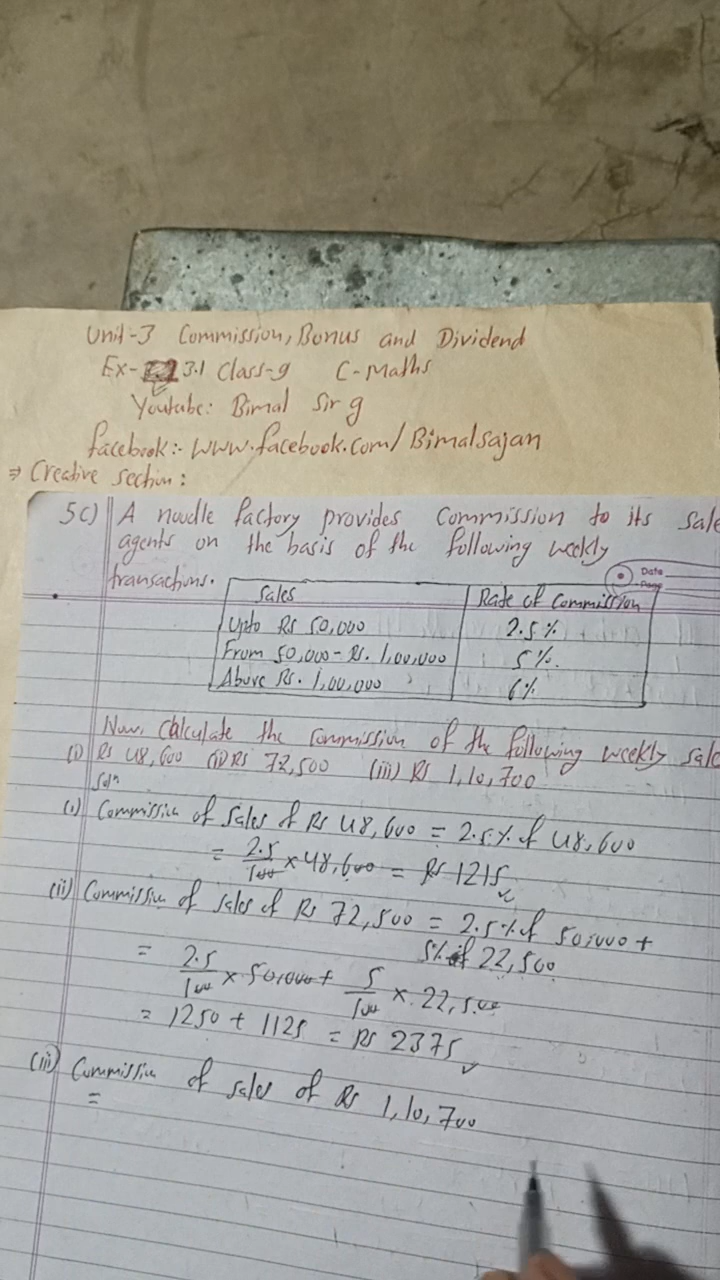 Unit-3 Commission, Bonus and Dividend
Ex- 3.1 Class-9 C-Maths
Youtube: Bimal Sir g
facebook:- www.facebook.com/Bimalsajan
⇒ Creative section:
5c) A noodle factory provides commission to its sale
agents on the basis of the following weekly
Date
Page
transactions.
Sales Rate of Commission
Upto Rs 50,000 2.5%
From 50,000 - Rs. 1,00,000 5%.
Above Rs. 1,00,000 6%
Now, calculate the commission of the following weekly sale
(i) Rs 48,600 (ii) Rs 72,500 (iii) Rs 1,10,700
Solⁿ
(i) Commission of sales of Rs 48,600 = 2.5% of 48,600
= 2.5/100 × 48,600 = Rs 1215
(ii) Commission of sales of Rs 72,500 = 2.5% of 50,000 +
5% of 22,500
= 2.5/100 × 50,000 + 5/100 × 22,500
= 1250 + 1125 = Rs 2375
(iii) Commission of sales of Rs 1,10,700
=